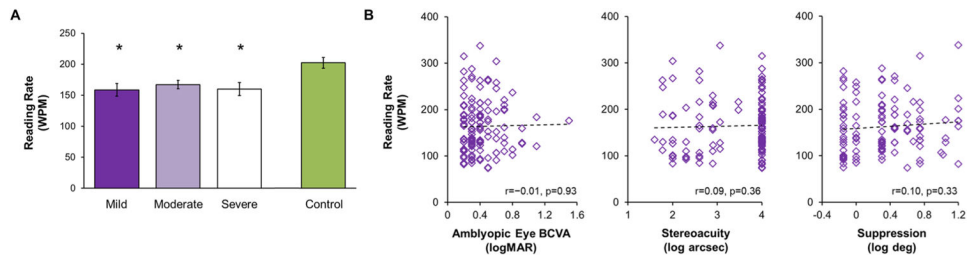 A
Reading Rate
(WPM)
250
200
150
100
50
0
*
*
*
Mild
Moderate
Severe
Control
B
Reading Rate
(WPM)
400
300
200
100
0
r=−0.01, p=0.93
0
0.4
0.8
1.2
1.6
Amblyopic Eye BCVA
(logMAR)
400
300
200
100
0
r=0.09, p=0.36
1
2
3
4
Stereoacuity
(log arcsec)
400
300
200
100
0
r=0.10, p=0.33
-0.4
0
0.4
0.8
1.2
Suppression
(log deg)